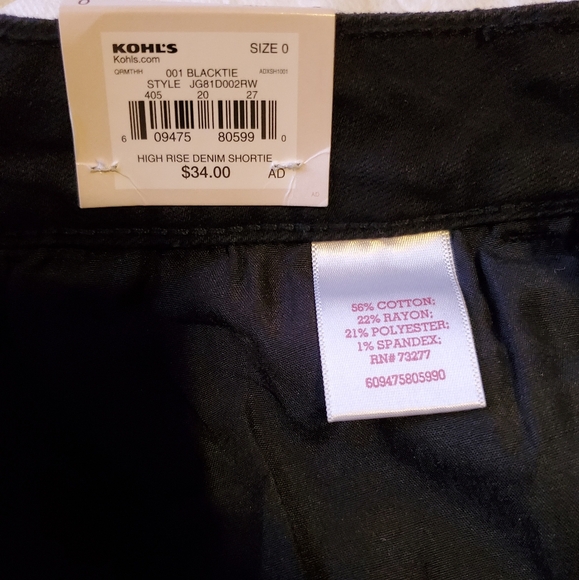 KOHL'S SIZE 0
Kohls.com
QRMTHH 001 BLACKTIE ADXSH1001
STYLE JG81D002RW
405 20 27
6 09475 80599 0
HIGH RISE DENIM SHORTIE
$34.00 AD
56% COTTON;
22% RAYON;
21% POLYESTER;
1% SPANDEX;
RN# 73277
609475805990